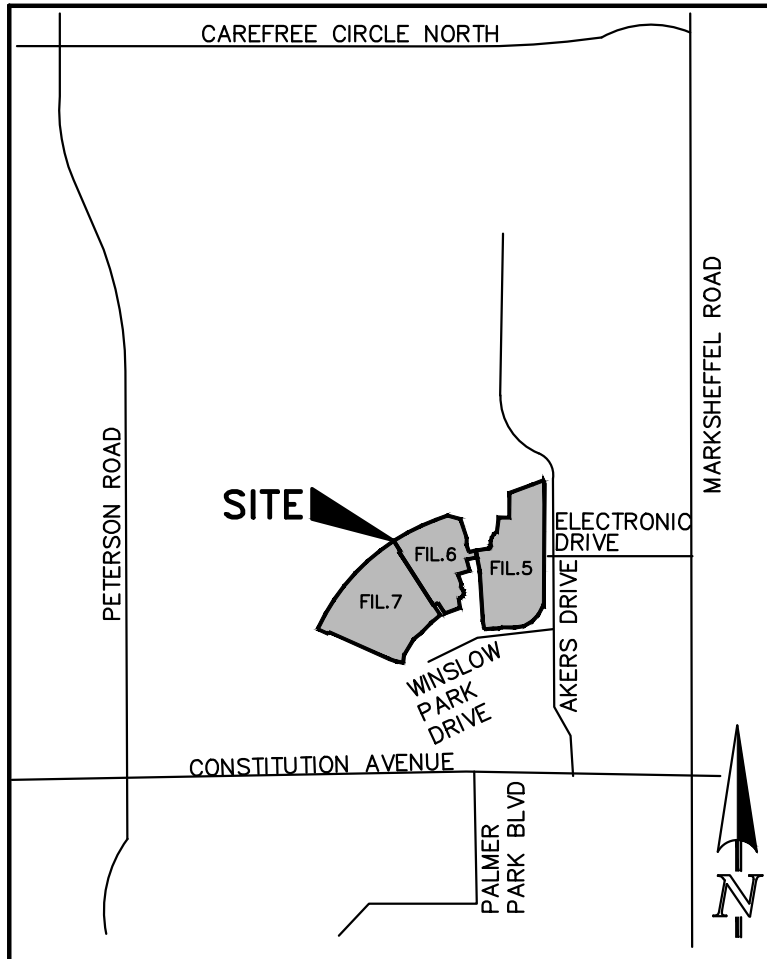 CAREFREE CIRCLE NORTH
MARKSHEFFEL ROAD
PETERSON ROAD
SITE
ELECTRONIC
DRIVE
FIL.6
FIL.5
FIL.7
AKERS DRIVE
WINSLOW
PARK
DRIVE
CONSTITUTION AVENUE
PALMER
PARK BLVD
N